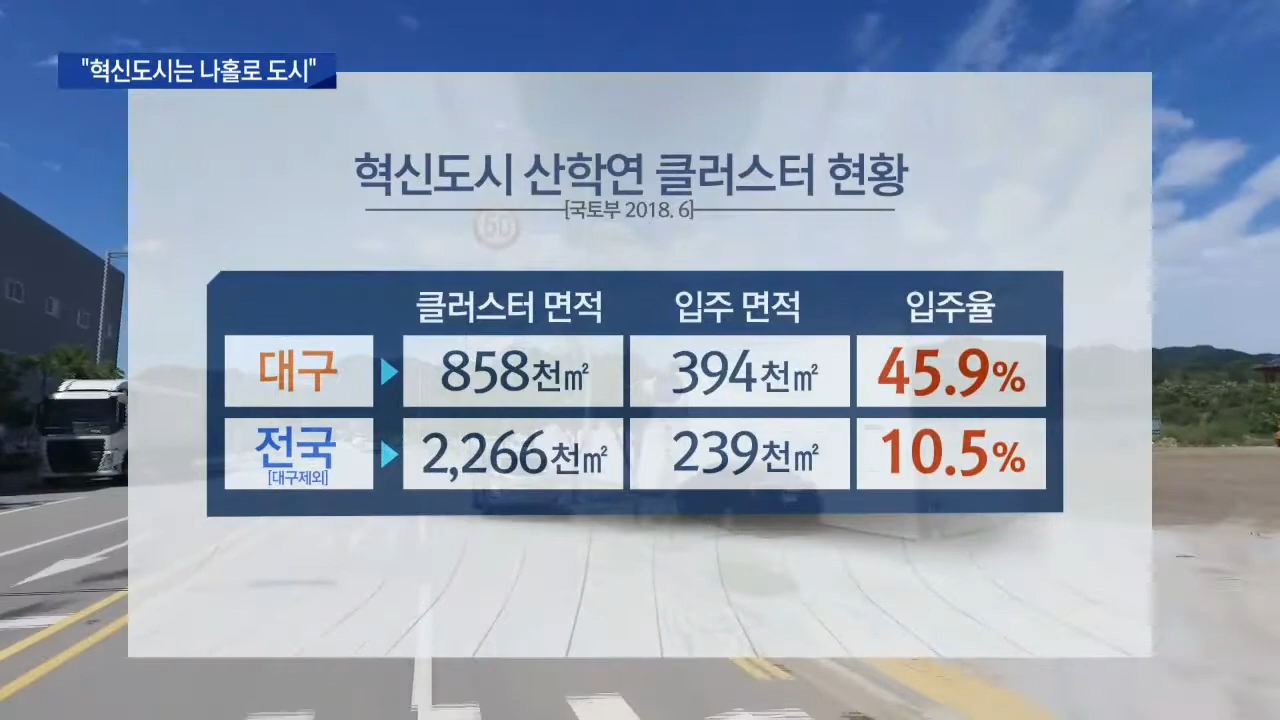 "혁신도시는 나홀로 도시"
혁신도시 산학연 클러스터 현황
[국토부 2018. 6]
클러스터 면적 입주 면적 입주율
대구 858천㎡ 394천㎡ 45.9%
전국 2,266천㎡ 239천㎡ 10.5%
[대구제외]